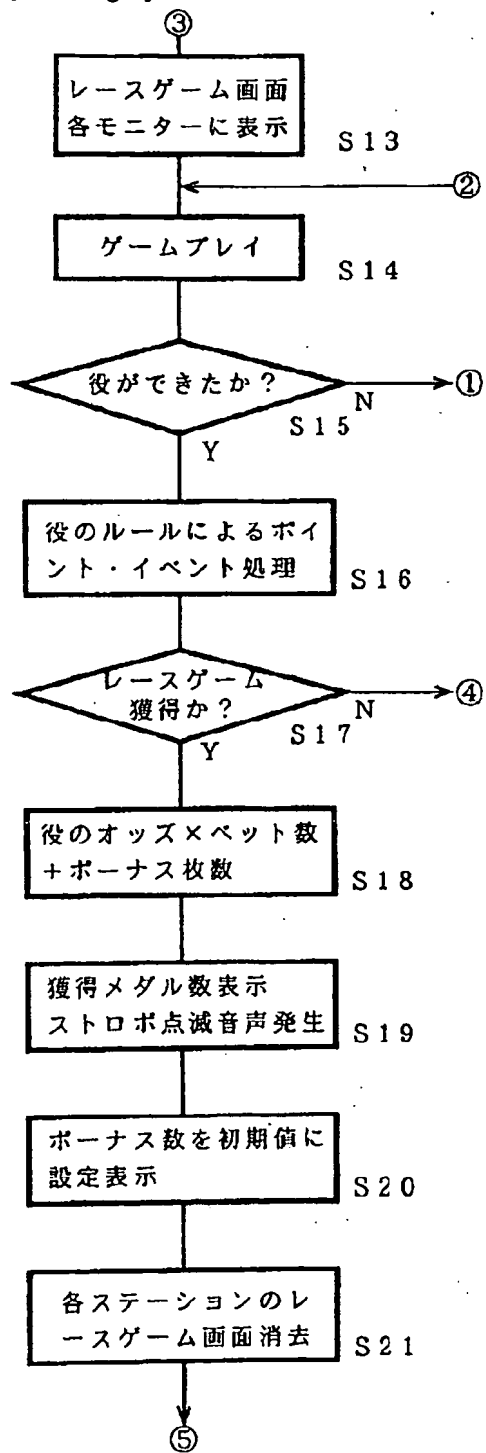 ③
レースゲーム画面
各モニターに表示
S13
②
ゲームプレイ
S14
役ができたか？
N
①
S15
Y
役のルールによるポイ
ント・イベント処理
S16
レースゲーム
獲得か？
N
④
S17
Y
役のオッズ×ベット数
＋ボーナス枚数
S18
獲得メダル数表示
ストロボ点滅音声発生
S19
ボーナス数を初期値に
設定表示
S20
各ステーションのレ
ースゲーム画面消去
S21
⑤